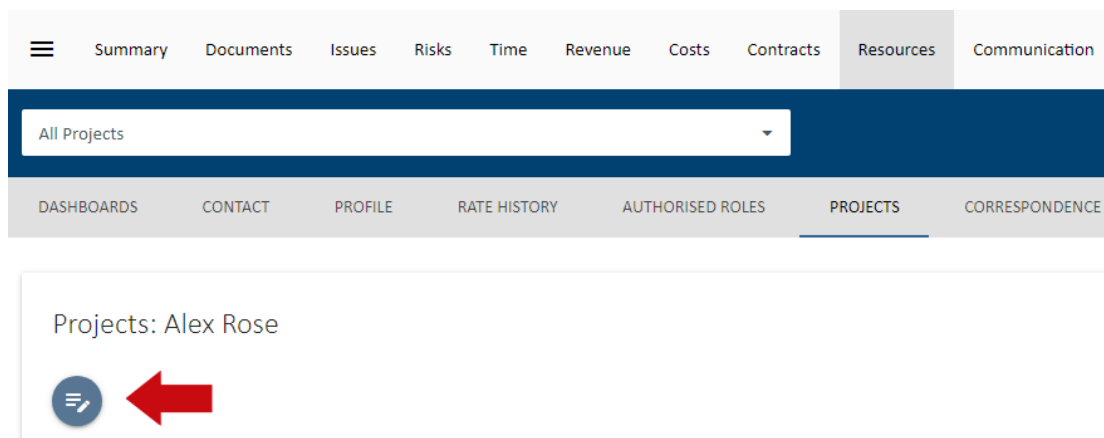 Summary Documents Issues Risks Time Revenue Costs Contracts Resources Communication
All Projects
DASHBOARDS CONTACT PROFILE RATE HISTORY AUTHORISED ROLES PROJECTS CORRESPONDENCE
Projects: Alex Rose